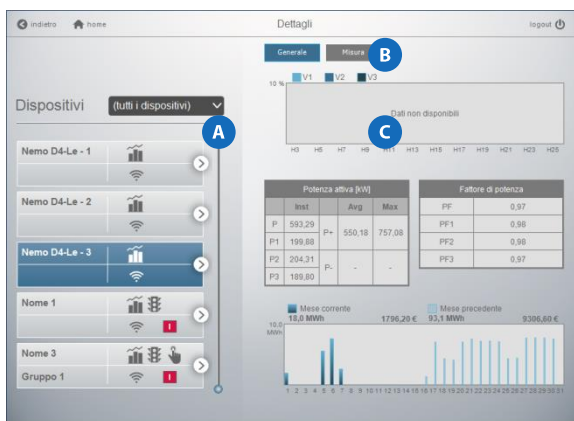 indietro home Dettagli logout
Generale Misura B
V1 V2 V3
10 %
Dispositivi (tutti i dispositivi)
Dati non disponibili
A C
Nemo D4-Le - 1
H3 H5 H7 H9 H11 H13 H15 H17 H19 H21 H23 H25
Nemo D4-Le - 2
Nemo D4-Le - 3
Nome 1
I
Nome 3
Gruppo 1
I
Potenza attiva [kW]
Inst Avg Max
P 593,29 P+ 550,18 757,08
P1 199,88
P2 204,31 P- - -
P3 189,80
Fattore di potenza
PF 0,97
PF1 0,98
PF2 0,98
PF3 0,97
Mese corrente Mese precedente
18,0 MWh 1796,20 € 93,1 MWh 9306,60 €
10,0
MWh
1 2 3 4 5 6 7 8 9 10 11 12 13 14 15 16 17 18 19 20 21 22 23 24 25 26 27 28 29 30 31